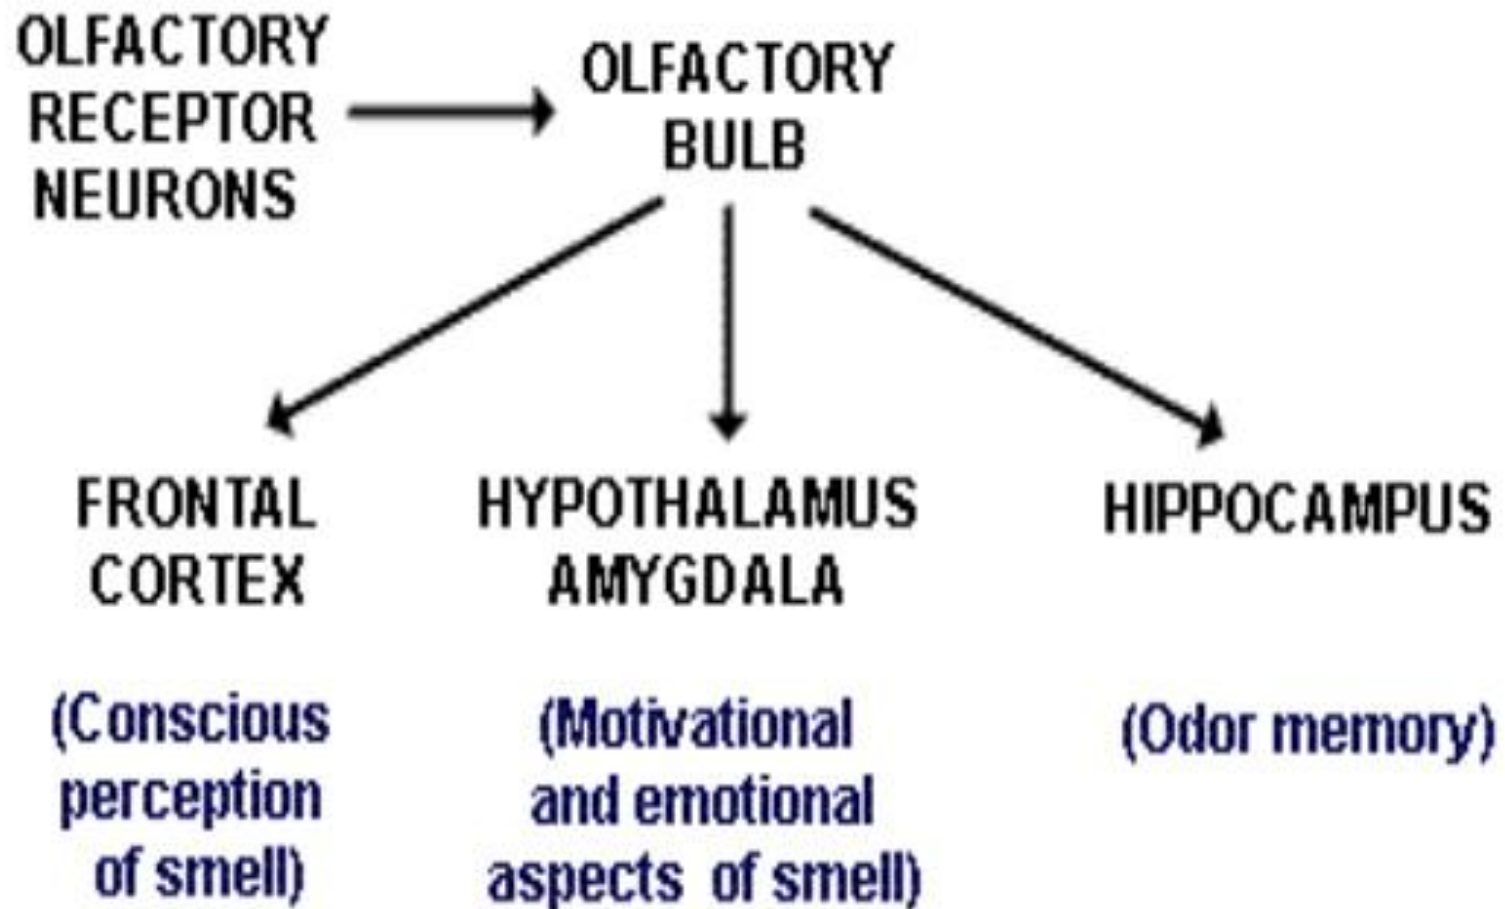 OLFACTORY
RECEPTOR
NEURONS
OLFACTORY
BULB
FRONTAL
CORTEX
(Conscious
perception
of smell)
HYPOTHALAMUS
AMYGDALA
(Motivational
and emotional
aspects of smell)
HIPPOCAMPUS
(Odor memory)